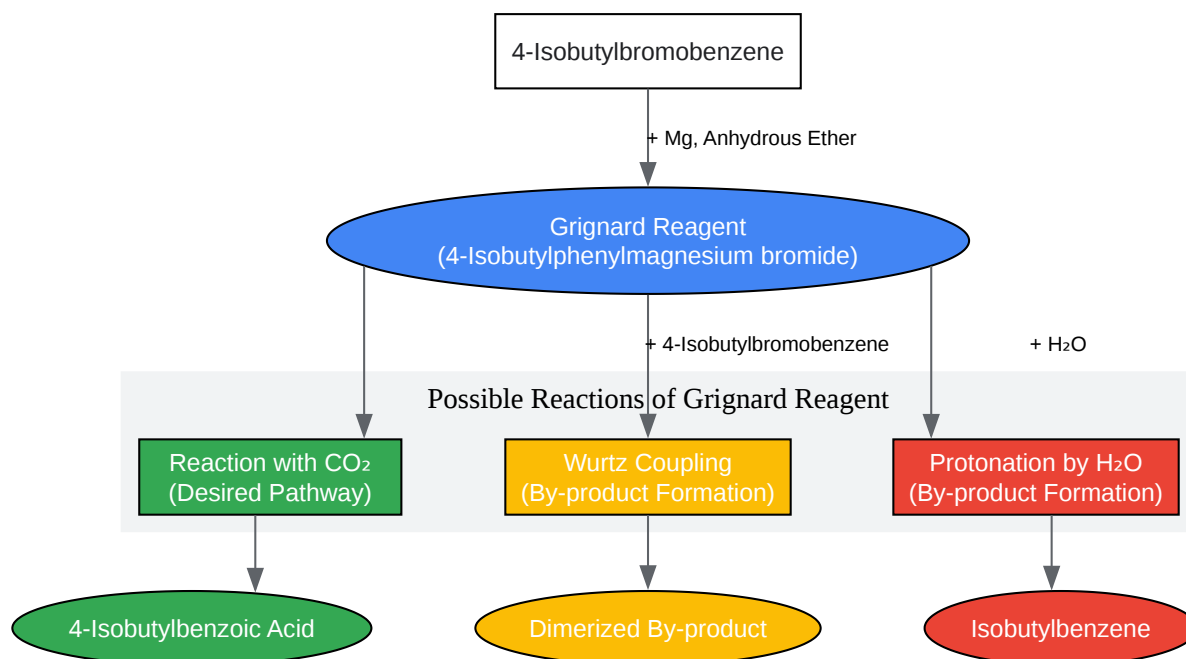 4-Isobutylbromobenzene
+ Mg, Anhydrous Ether
Grignard Reagent
(4-Isobutylphenylmagnesium bromide)
+ 4-Isobutylbromobenzene
+ H₂O
Possible Reactions of Grignard Reagent
Reaction with CO₂
(Desired Pathway)
Wurtz Coupling
(By-product Formation)
Protonation by H₂O
(By-product Formation)
4-Isobutylbenzoic Acid
Dimerized By-product
Isobutylbenzene